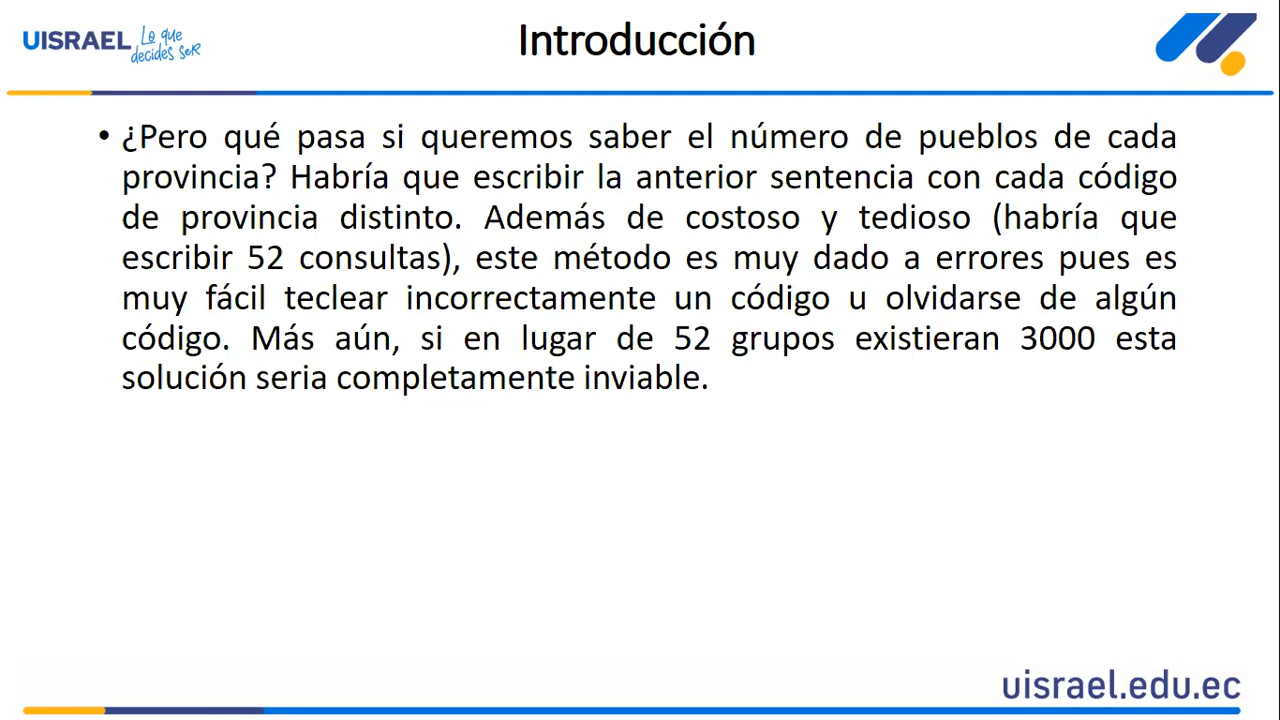 UISRAEL Lo que
decides seR
Introducción
• ¿Pero qué pasa si queremos saber el número de pueblos de cada
provincia? Habría que escribir la anterior sentencia con cada código
de provincia distinto. Además de costoso y tedioso (habría que
escribir 52 consultas), este método es muy dado a errores pues es
muy fácil teclear incorrectamente un código u olvidarse de algún
código. Más aún, si en lugar de 52 grupos existieran 3000 esta
solución seria completamente inviable.
uisrael.edu.ec